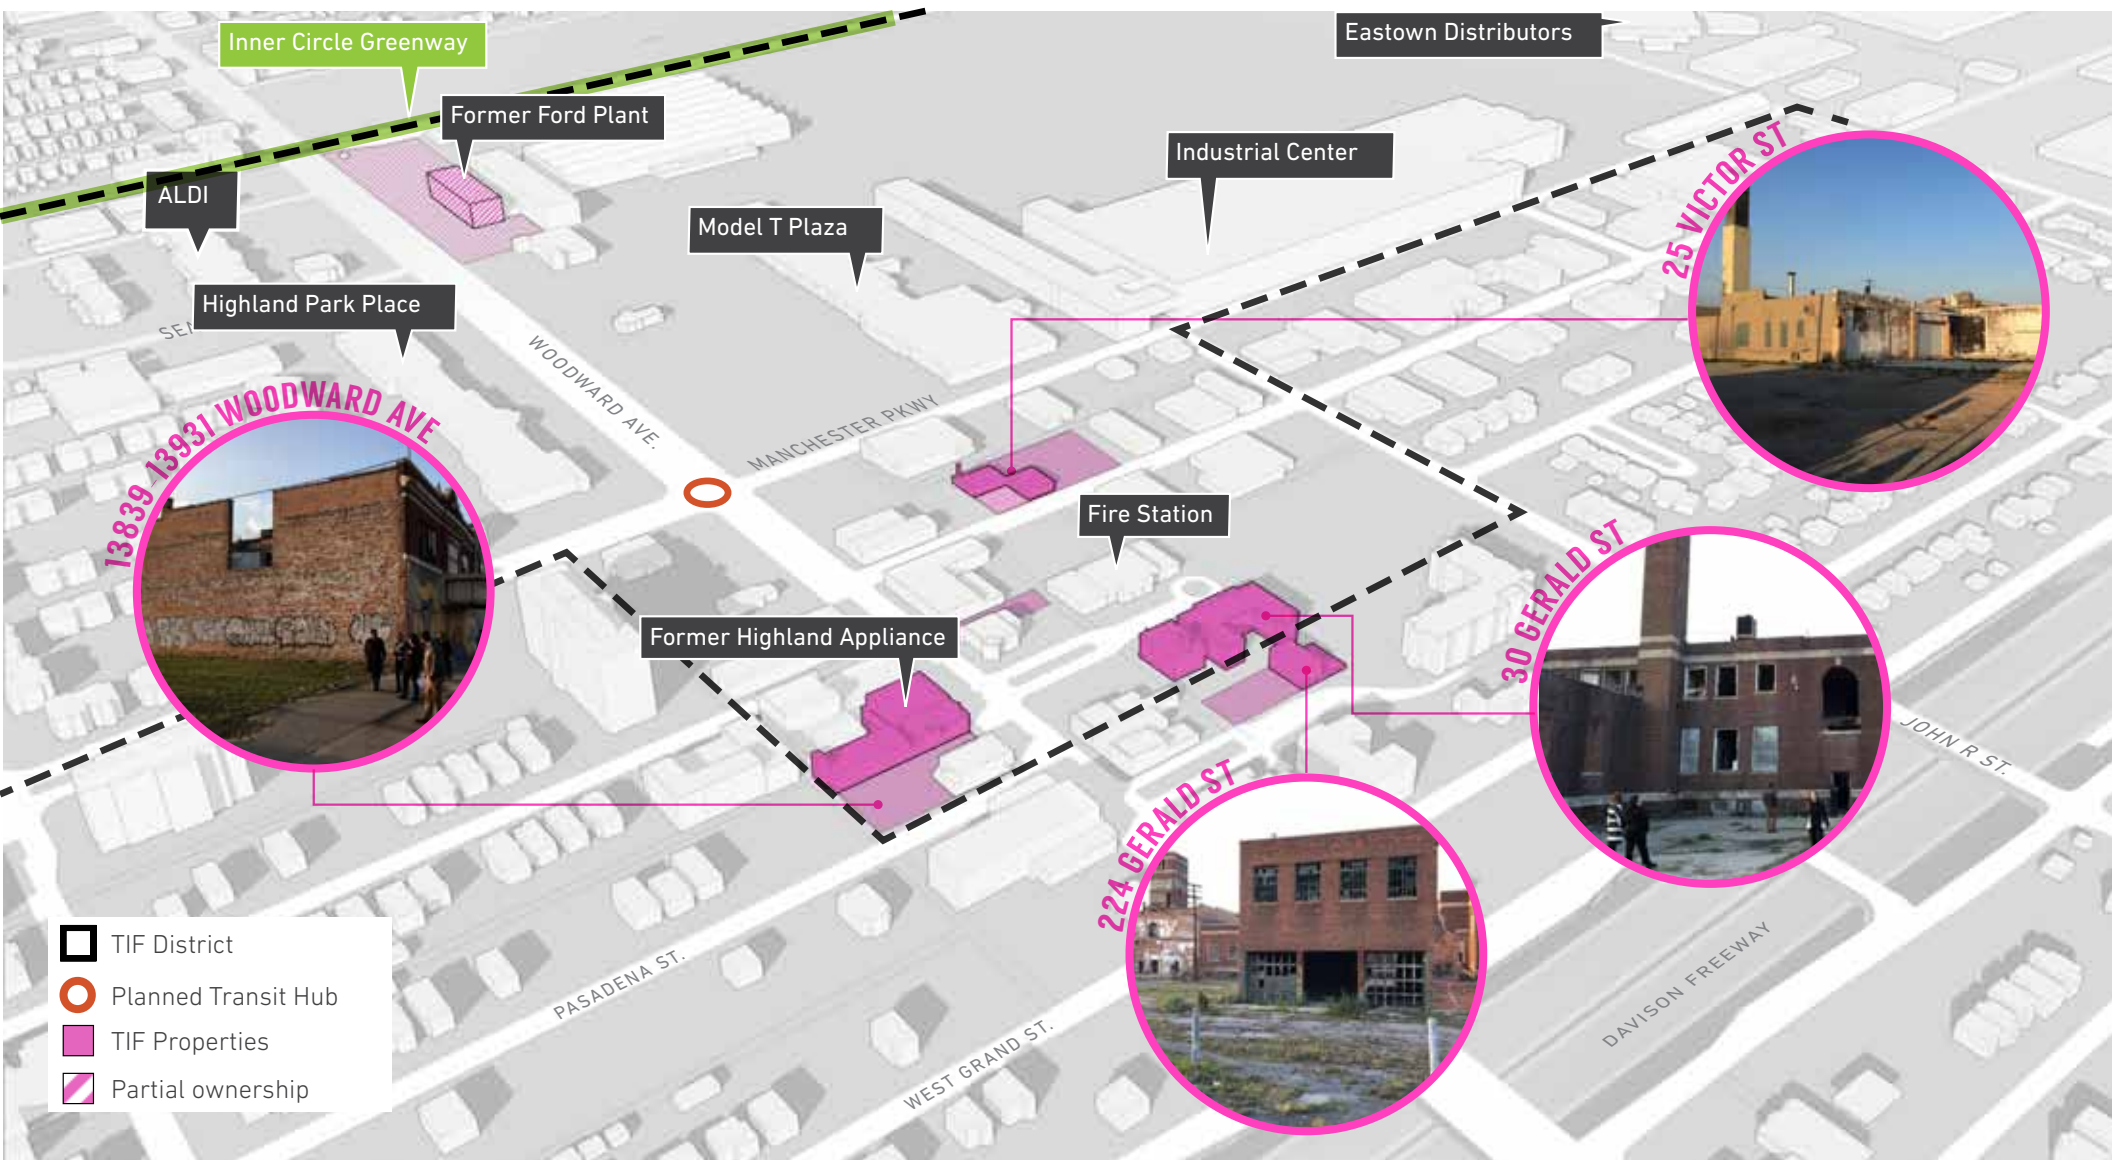 Inner Circle Greenway
Eastown Distributors
Former Ford Plant
Industrial Center
ALDI
Model T Plaza
Highland Park Place
25 VICTOR ST
WOODWARD AVE.
MANCHESTER PKWY
13839-13931 WOODWARD AVE
Fire Station
Former Highland Appliance
30 GERALD ST
JOHN R ST.
224 GERALD ST
TIF District
Planned Transit Hub
TIF Properties
Partial ownership
PASADENA ST.
WEST GRAND ST.
DAVISON FREEWAY